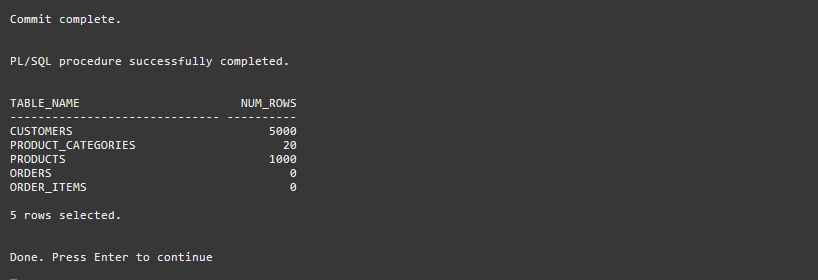 Commit complete.
PL/SQL procedure successfully completed.
TABLE_NAME                       NUM_ROWS
------------------------------ ----------
CUSTOMERS                            5000
PRODUCT_CATEGORIES                     20
PRODUCTS                             1000
ORDERS                                  0
ORDER_ITEMS                             0
5 rows selected.
Done. Press Enter to continue